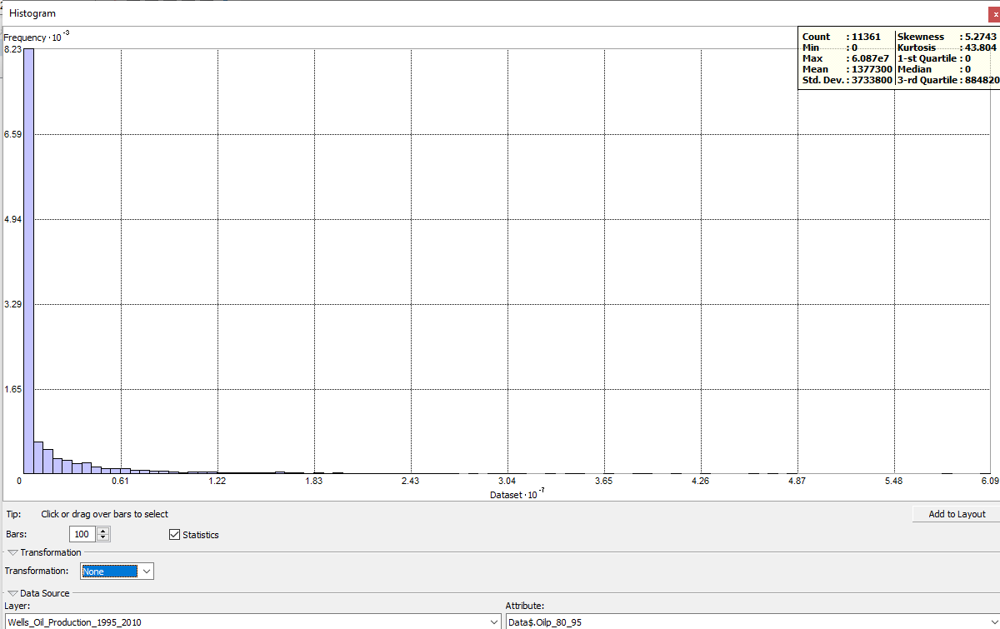 Histogram
x
Frequency · 10 -3
Count : 11361 Skewness : 5.2743
Min : 0 Kurtosis : 43.804
Max : 6.087e7 1-st Quartile : 0
Mean : 1377300 Median : 0
Std. Dev. : 3733800 3-rd Quartile : 884820
8.23
6.59
4.94
3.29
1.65
0 0.61 1.22 1.83 2.43 3.04 3.65 4.26 4.87 5.48 6.09
Dataset · 10 -7
Tip: Click or drag over bars to select
Add to Layout
Bars: 100 Statistics
Transformation
Transformation: None
Data Source
Layer: Attribute:
Wells_Oil_Production_1995_2010 Data$.Oilp_80_95